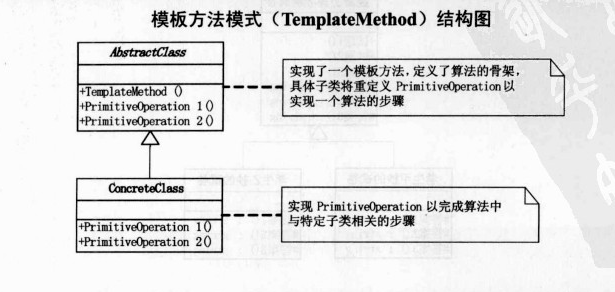 模板方法模式（TemplateMethod）结构图
AbstractClass
+TemplateMethod ()
+PrimitiveOperation 1()
+PrimitiveOperation 2()
实现了一个模板方法，定义了算法的骨架，
具体子类将重定义 PrimitiveOperation 以
实现一个算法的步骤
ConcreteClass
+PrimitiveOperation 1()
+PrimitiveOperation 2()
实现 PrimitiveOperation 以完成算法中
与特定子类相关的步骤